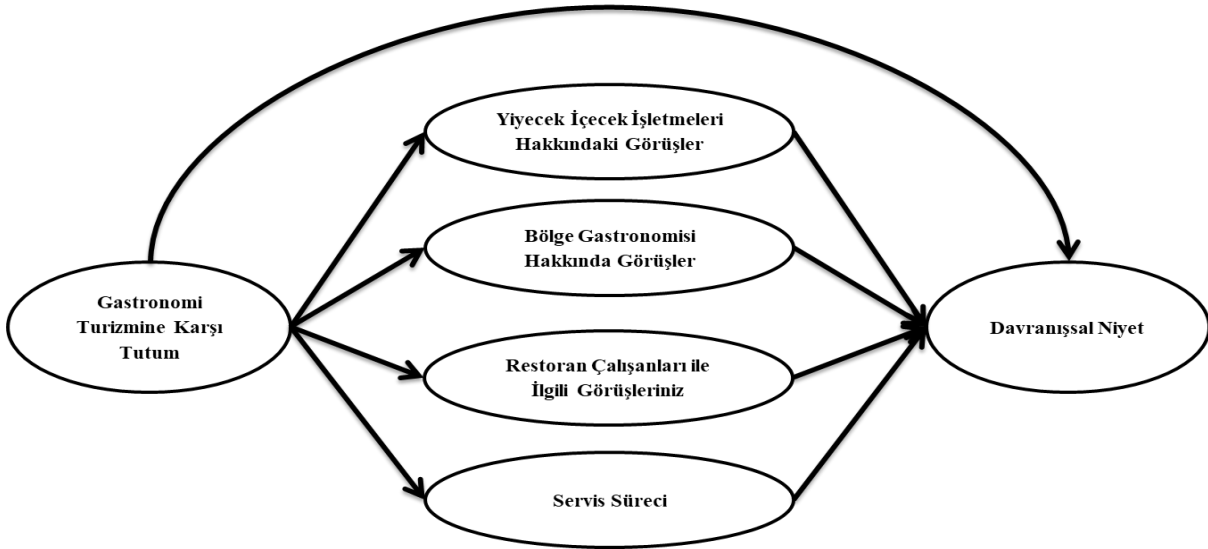 Yiyecek İçecek İşletmeleri
Hakkındaki Görüşler
Bölge Gastronomisi
Hakkında Görüşler
Gastronomi
Turizmine Karşı
Tutum
Davranışsal Niyet
Restoran Çalışanları ile
İlgili Görüşleriniz
Servis Süreci